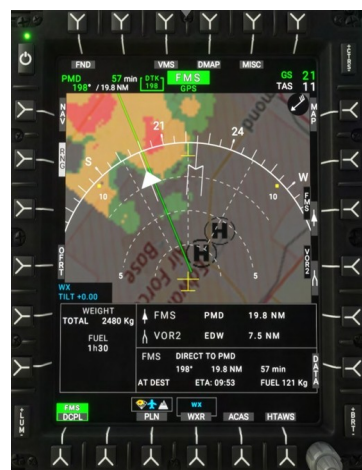 FND VMS DMAP MISC
PMD 57 min DTK FMS GS 21
198° / 19.8 NM 198 GPS TAS 11
NAV
MAP
RNG
S 21 24 W
10 10
5 5
FMS
VOR2
OFRT
Air Force
Base
WX
TILT +0.00
WEIGHT
TOTAL 2480 Kg
FUEL
1h30
FMS PMD 19.8 NM
VOR2 EDW 7.5 NM
FMS DIRECT TO PMD
198° 19.8 NM 57 min
AT DEST ETA: 09:53 FUEL 121 Kg
DATA
FMS
DCPL
WX
PLN WXR ACAS HTAWS
+LUM-
+BRT-
H
H